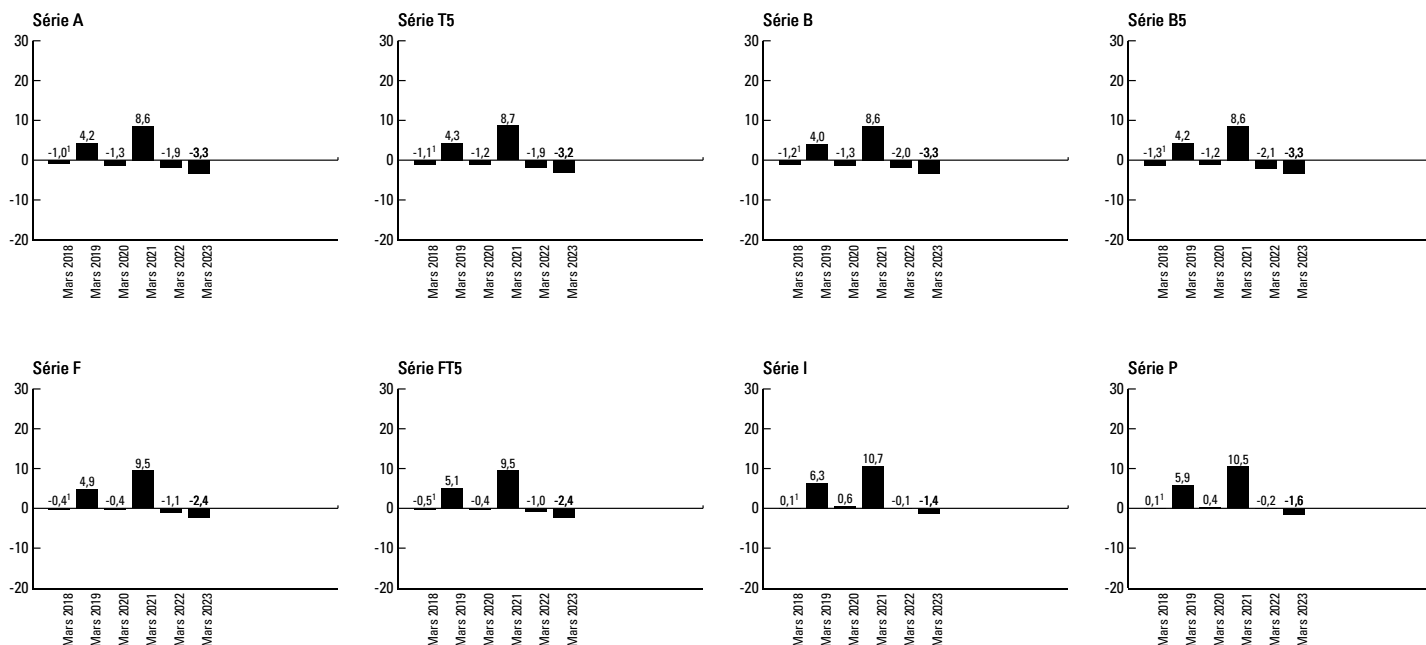 Série A
30
20
10
0
-10
-20
-1,0¹
4,2
-1,3
8,6
-1,9
-3,3
Mars 2018
Mars 2019
Mars 2020
Mars 2021
Mars 2022
Mars 2023
Série T5
30
20
10
0
-10
-20
-1,1¹
4,3
-1,2
8,7
-1,9
-3,2
Mars 2018
Mars 2019
Mars 2020
Mars 2021
Mars 2022
Mars 2023
Série B
30
20
10
0
-10
-20
-1,2¹
4,0
-1,3
8,6
-2,0
-3,3
Mars 2018
Mars 2019
Mars 2020
Mars 2021
Mars 2022
Mars 2023
Série B5
30
20
10
0
-10
-20
-1,3¹
4,2
-1,2
8,6
-2,1
-3,3
Mars 2018
Mars 2019
Mars 2020
Mars 2021
Mars 2022
Mars 2023
Série F
30
20
10
0
-10
-20
-0,4¹
4,9
-0,4
9,5
-1,1
-2,4
Mars 2018
Mars 2019
Mars 2020
Mars 2021
Mars 2022
Mars 2023
Série FT5
30
20
10
0
-10
-20
-0,5¹
5,1
-0,4
9,5
-1,0
-2,4
Mars 2018
Mars 2019
Mars 2020
Mars 2021
Mars 2022
Mars 2023
Série I
30
20
10
0
-10
-20
0,1¹
6,3
0,6
10,7
-0,1
-1,4
Mars 2018
Mars 2019
Mars 2020
Mars 2021
Mars 2022
Mars 2023
Série P
30
20
10
0
-10
-20
0,1¹
5,9
0,4
10,5
-0,2
-1,6
Mars 2018
Mars 2019
Mars 2020
Mars 2021
Mars 2022
Mars 2023